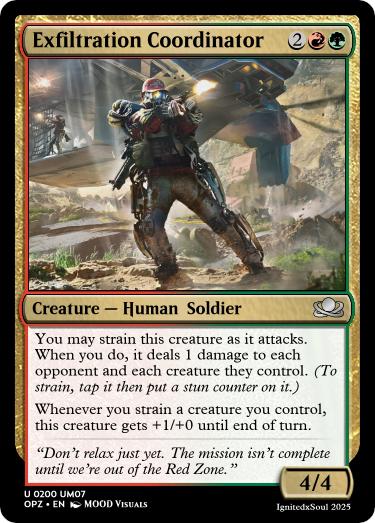 Exfiltration Coordinator 2
Creature — Human Soldier
You may strain this creature as it attacks.
When you do, it deals 1 damage to each
opponent and each creature they control. (To
strain, tap it then put a stun counter on it.)
Whenever you strain a creature you control,
this creature gets +1/+0 until end of turn.
“Don’t relax just yet. The mission isn’t complete
until we’re out of the Red Zone.”
4/4
U 0200 UM07
OPZ • EN MOOD VISUALS
IgnitedxSoul 2025